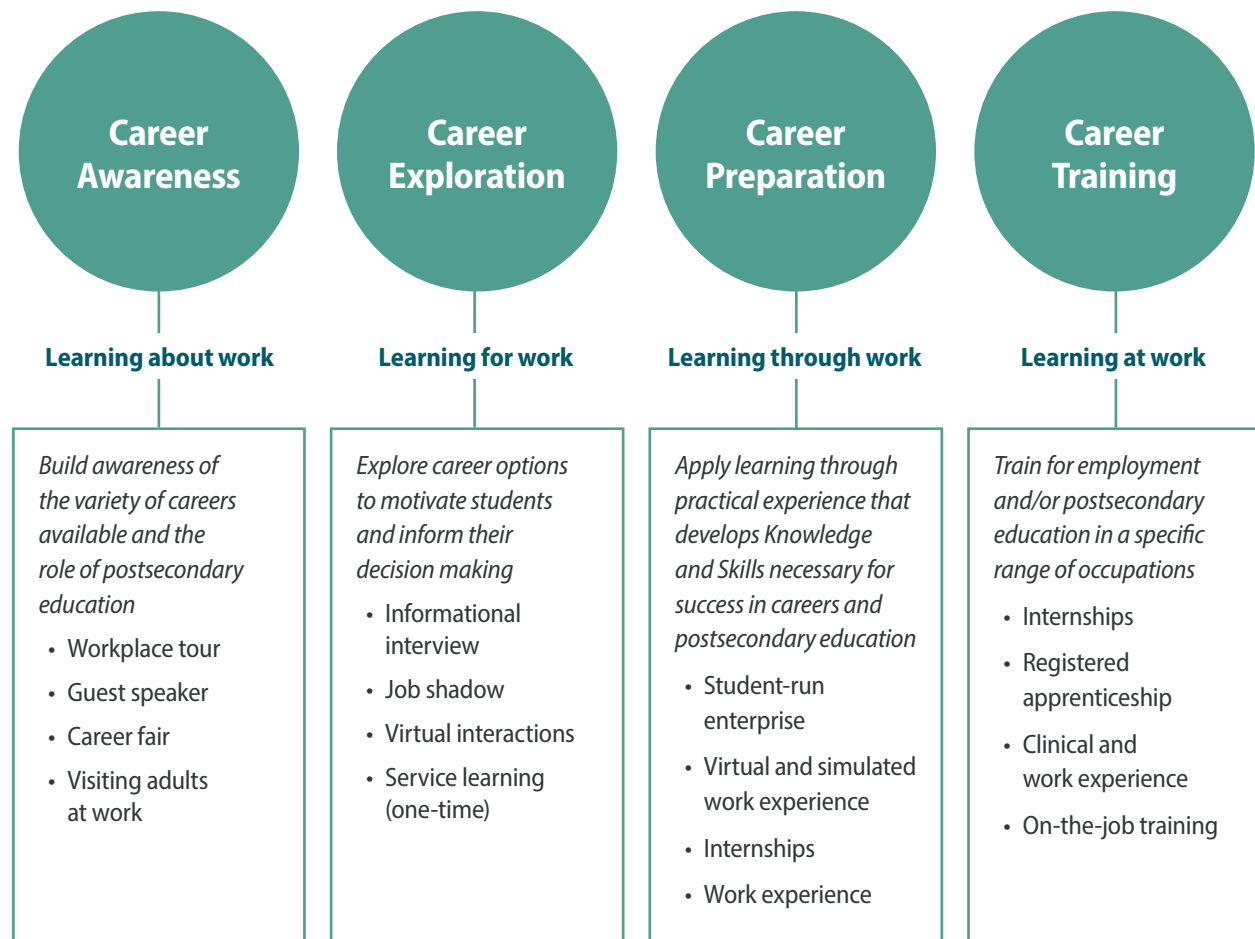 Career
Awareness
Learning about work
Build awareness of
the variety of careers
available and the
role of postsecondary
education
• Workplace tour
• Guest speaker
• Career fair
• Visiting adults
at work
Career
Exploration
Learning for work
Explore career options
to motivate students
and inform their
decision making
• Informational
interview
• Job shadow
• Virtual interactions
• Service learning
(one-time)
Career
Preparation
Learning through work
Apply learning through
practical experience that
develops Knowledge
and Skills necessary for
success in careers and
postsecondary education
• Student-run
enterprise
• Virtual and simulated
work experience
• Internships
• Work experience
Career
Training
Learning at work
Train for employment
and/or postsecondary
education in a specific
range of occupations
• Internships
• Registered
apprenticeship
• Clinical and
work experience
• On-the-job training